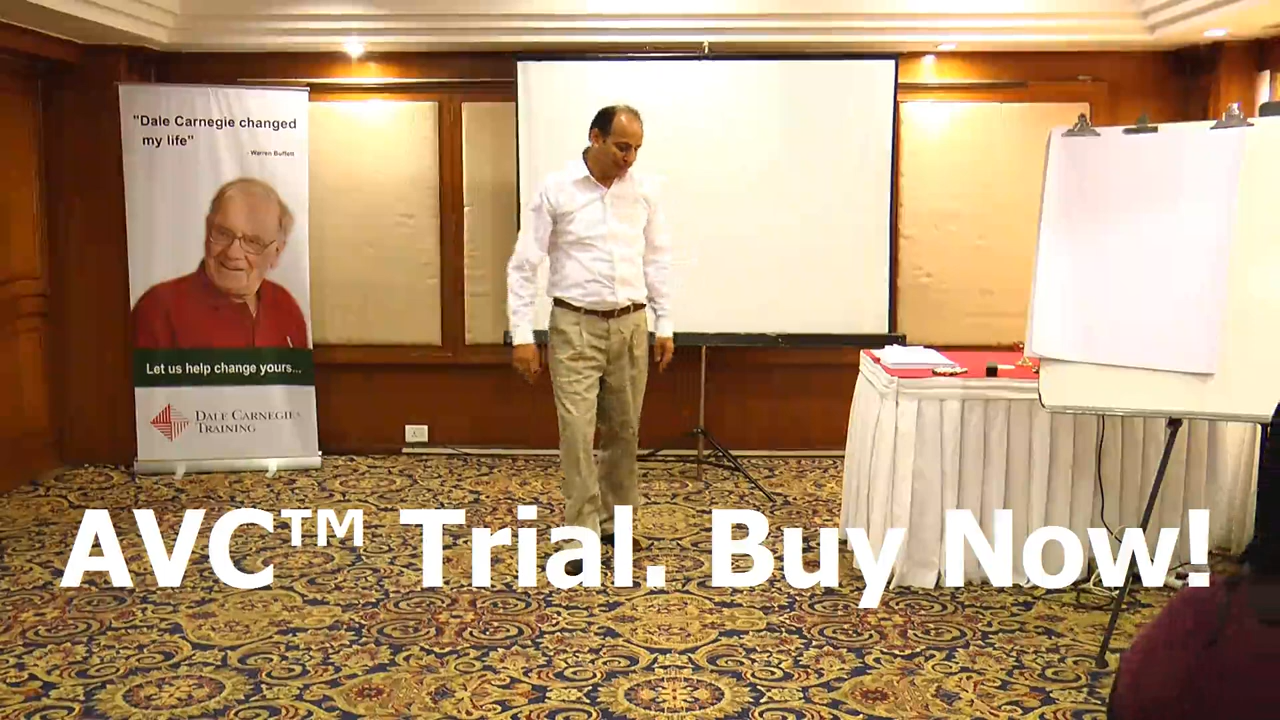 "Dale Carnegie changed
my life"
- Warren Buffett
Let us help change yours...
DALE CARNEGIE
TRAINING
AVC™ Trial. Buy Now!